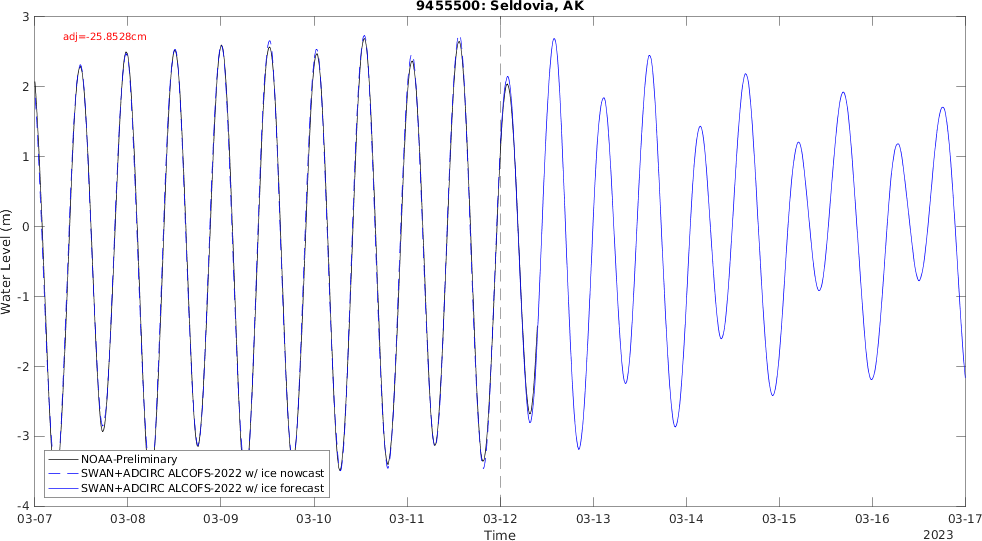 9455500: Seldovia, AK
adj=-25.8528cm
Water Level (m)
3
2
1
0
-1
-2
-3
-4
NOAA-Preliminary
SWAN+ADCIRC ALCOFS-2022 w/ ice nowcast
SWAN+ADCIRC ALCOFS-2022 w/ ice forecast
03-07 03-08 03-09 03-10 03-11 03-12 03-13 03-14 03-15 03-16 03-17
Time
2023